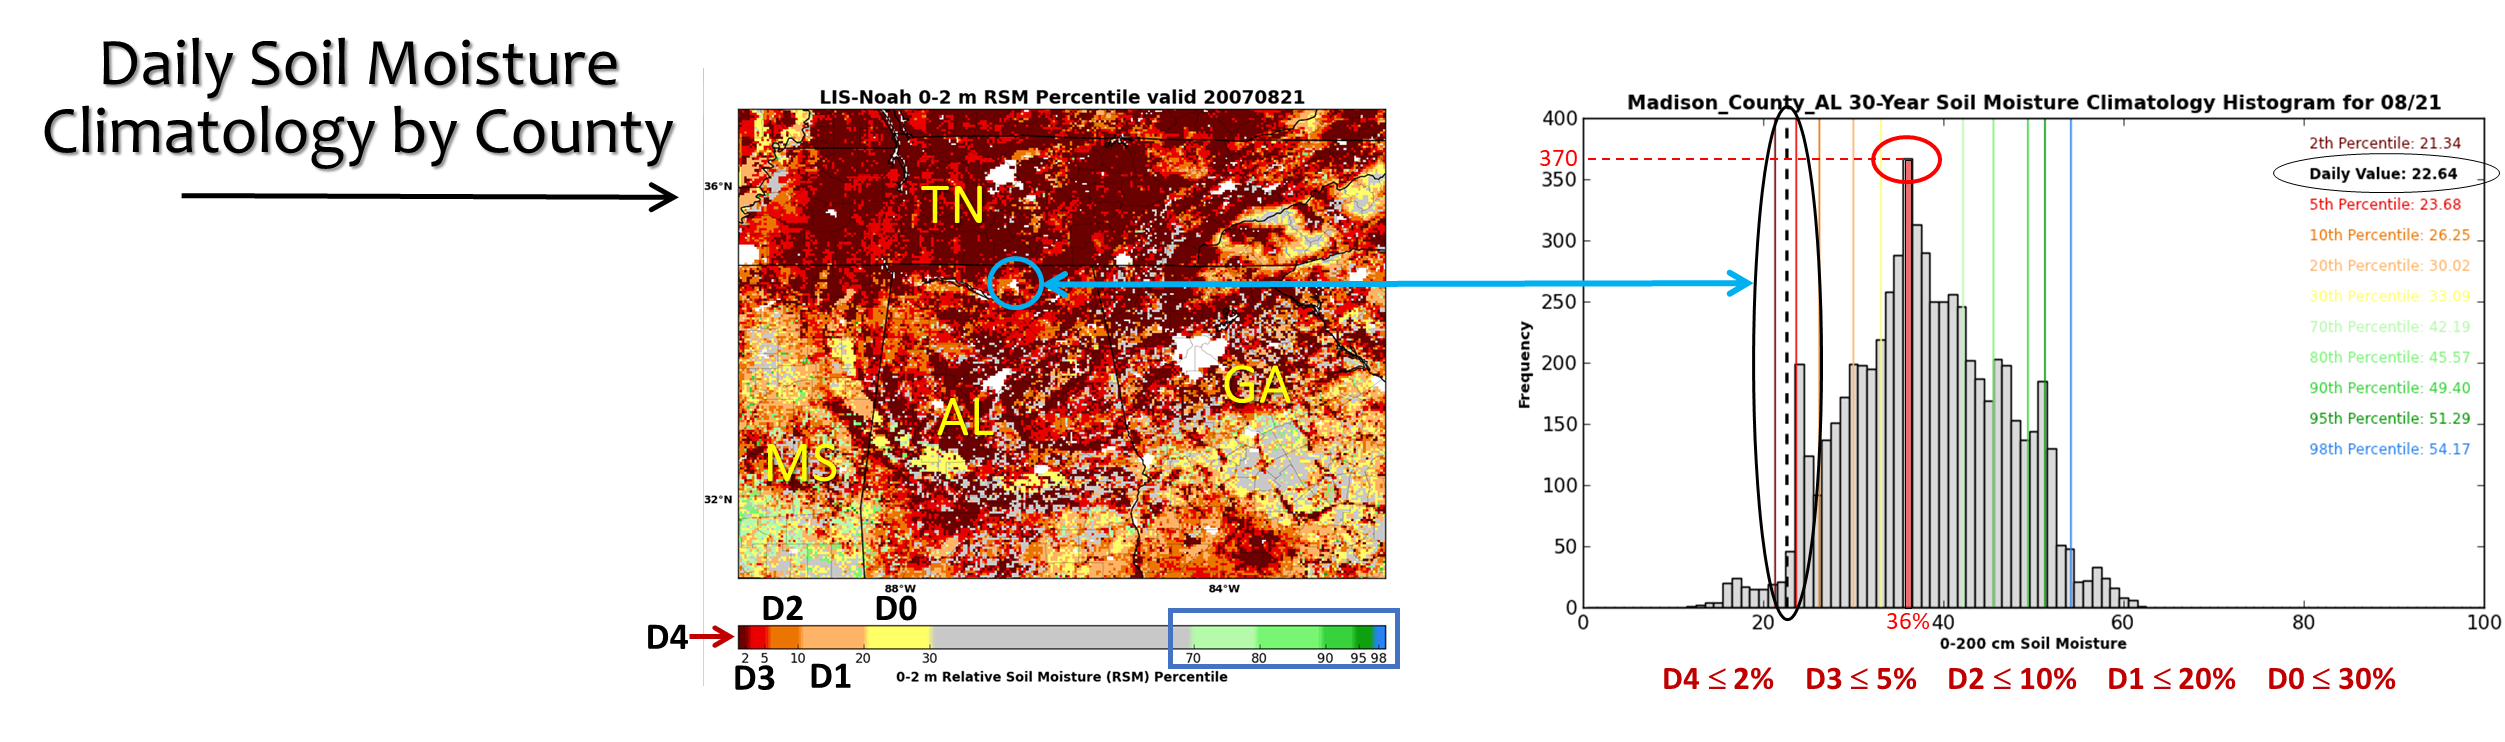 Daily Soil Moisture
Climatology by County
LIS-Noah 0-2 m RSM Percentile valid 20070821
36°N
32°N
88°W
84°W
TN
AL
GA
MS
D2
D0
D4
2 5 10 20 30 70 80 90 95 98
D3
D1
0-2 m Relative Soil Moisture (RSM) Percentile
Madison_County_AL 30-Year Soil Moisture Climatology Histogram for 08/21
400
370
350
300
250
200
150
100
50
0
Frequency
2th Percentile: 21.34
Daily Value: 22.64
5th Percentile: 23.68
10th Percentile: 26.25
20th Percentile: 30.02
30th Percentile: 33.09
70th Percentile: 42.19
80th Percentile: 45.57
90th Percentile: 49.40
95th Percentile: 51.29
98th Percentile: 54.17
0 20 36% 40 60 80 100
0-200 cm Soil Moisture
D4 ≤ 2% D3 ≤ 5% D2 ≤ 10% D1 ≤ 20% D0 ≤ 30%